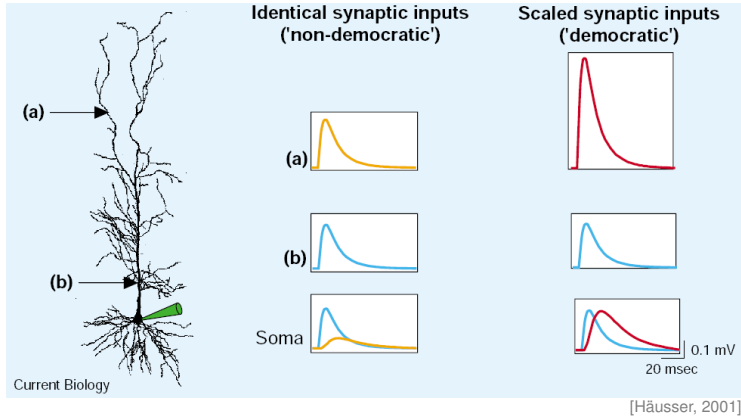 Identical synaptic inputs
('non-democratic')
Scaled synaptic inputs
('democratic')
(a)
(a)
(b)
(b)
Soma
0.1 mV
20 msec
Current Biology
[Häusser, 2001]